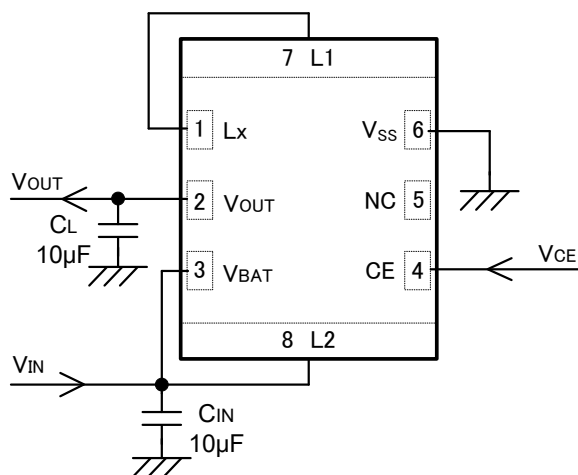 7 L1
1 Lx
VSS 6
VOUT
2 VOUT
NC 5
CL
10µF
3 VBAT
CE 4
VCE
8 L2
VIN
CIN
10µF